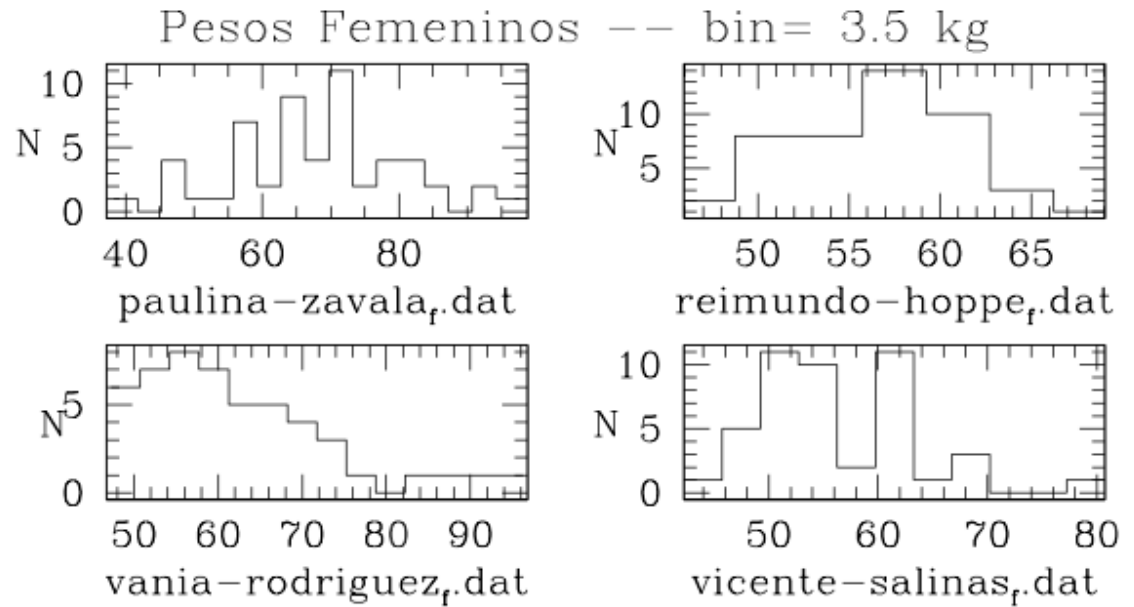 Pesos Femeninos -- bin= 3.5 kg
10
5
0
N
40 60 80
paulina-zavala_f.dat
10
5
N
50 55 60 65
reimundo-hoppe_f.dat
5
0
N
50 60 70 80 90
vania-rodriguez_f.dat
10
5
0
N
50 60 70 80
vicente-salinas_f.dat